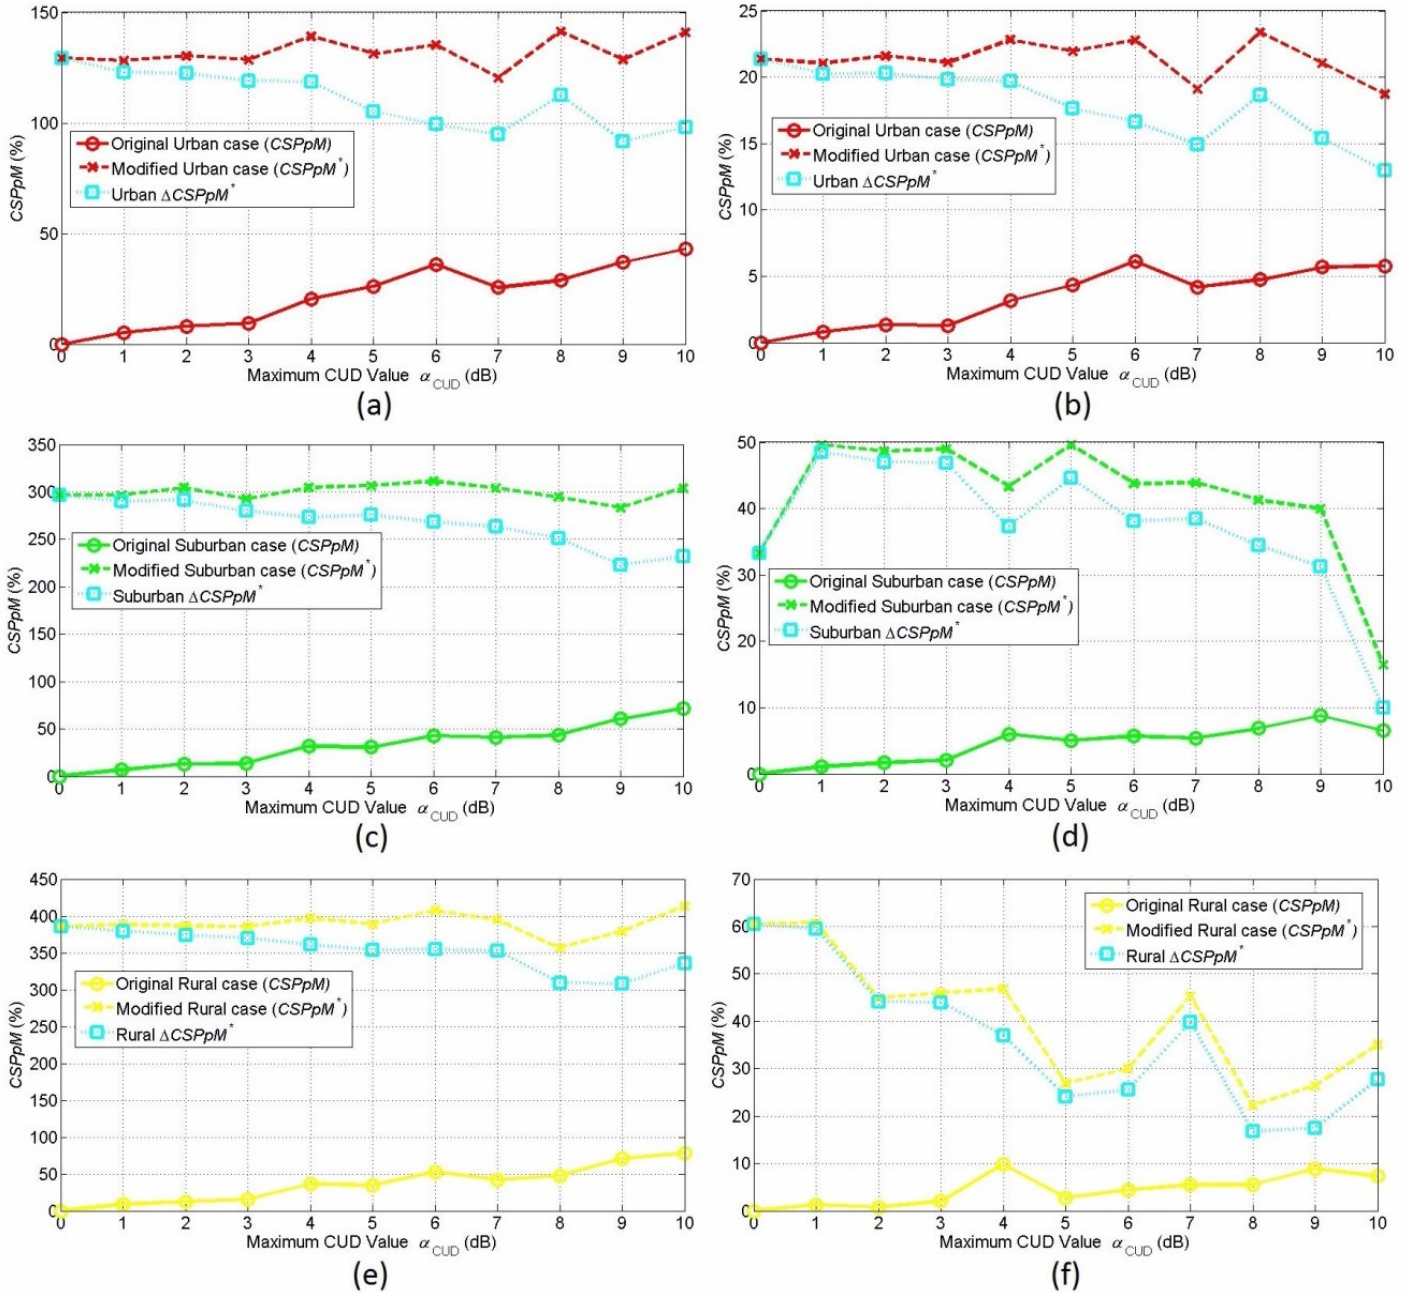 150
100
50
0
CSPpM (%)
Original Urban case (CSPpM)
Modified Urban case (CSPpM*)
Urban ΔCSPpM*
0 1 2 3 4 5 6 7 8 9 10
Maximum CUD Value α CUD (dB)
(a)
25
20
15
10
5
0
CSPpM (%)
Original Urban case (CSPpM)
Modified Urban case (CSPpM*)
Urban ΔCSPpM*
0 1 2 3 4 5 6 7 8 9 10
Maximum CUD Value α CUD (dB)
(b)
350
300
250
200
150
100
50
0
CSPpM (%)
Original Suburban case (CSPpM)
Modified Suburban case (CSPpM*)
Suburban ΔCSPpM*
0 1 2 3 4 5 6 7 8 9 10
Maximum CUD Value α CUD (dB)
(c)
50
40
30
20
10
0
CSPpM (%)
Original Suburban case (CSPpM)
Modified Suburban case (CSPpM*)
Suburban ΔCSPpM*
0 1 2 3 4 5 6 7 8 9 10
Maximum CUD Value α CUD (dB)
(d)
450
400
350
300
250
200
150
100
50
0
CSPpM (%)
Original Rural case (CSPpM)
Modified Rural case (CSPpM*)
Rural ΔCSPpM*
0 1 2 3 4 5 6 7 8 9 10
Maximum CUD Value α CUD (dB)
(e)
70
60
50
40
30
20
10
0
CSPpM (%)
Original Rural case (CSPpM)
Modified Rural case (CSPpM*)
Rural ΔCSPpM*
0 1 2 3 4 5 6 7 8 9 10
Maximum CUD Value α CUD (dB)
(f)